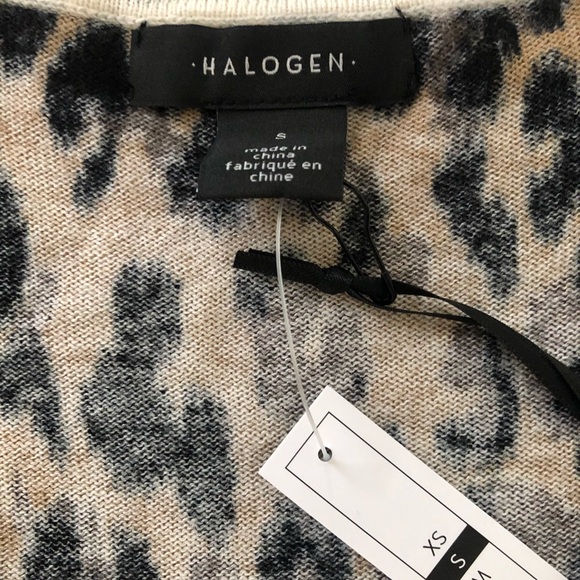 · HALOGEN ·
S
made in
china
fabriqué en
chine
XS
S
M